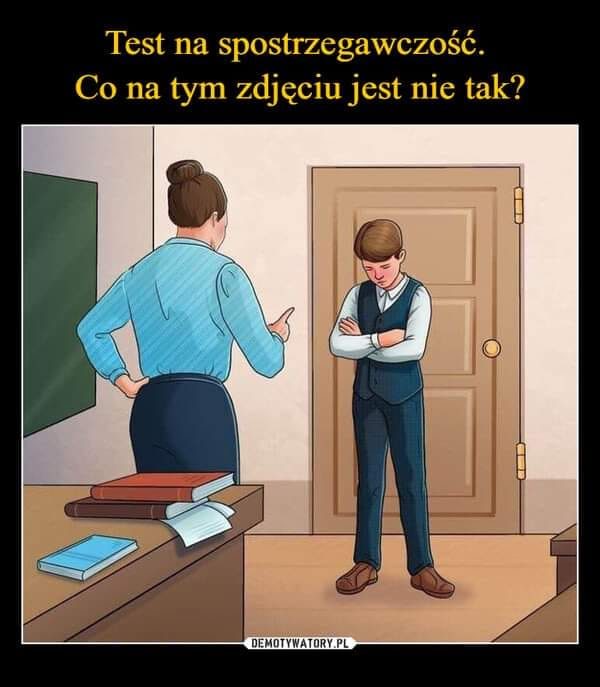 Test na spostrzegawczość.
Co na tym zdjęciu jest nie tak?
DEMOTYWATORY.PL